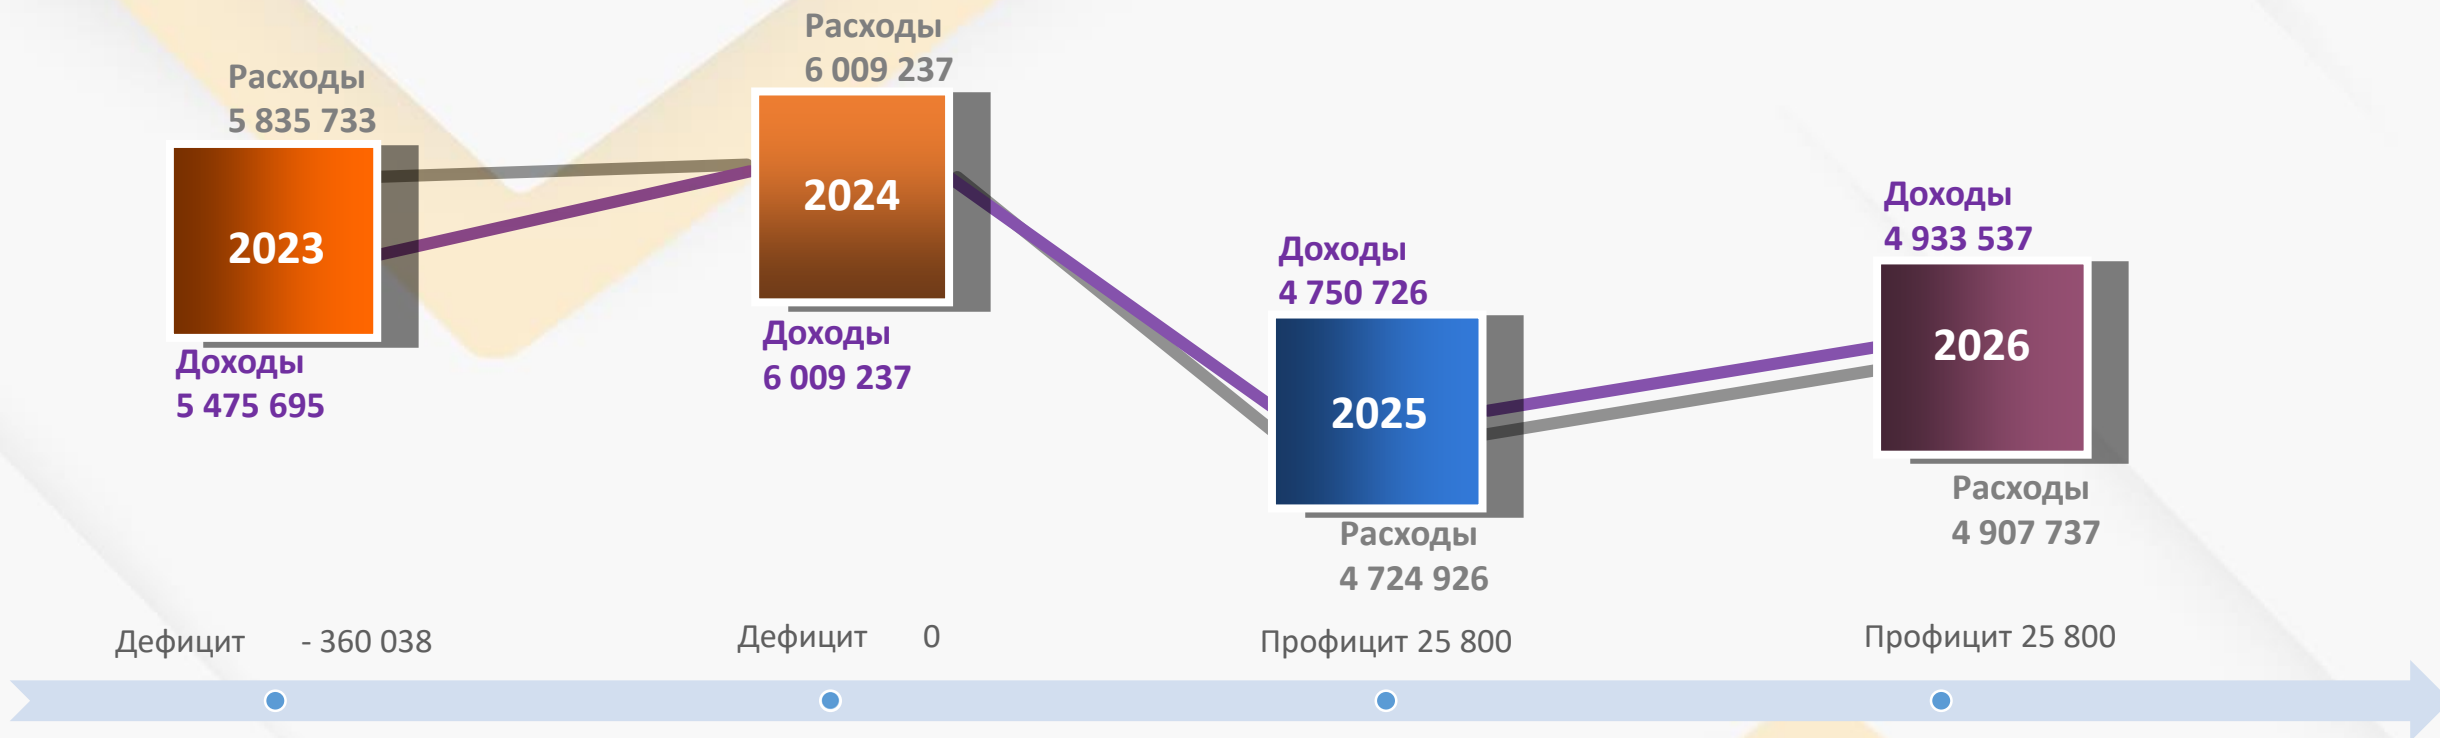 Расходы
5 835 733
2023
Доходы
5 475 695
Расходы
6 009 237
2024
Доходы
6 009 237
Доходы
4 750 726
2025
Расходы
4 724 926
Доходы
4 933 537
2026
Расходы
4 907 737
Дефицит - 360 038
Дефицит 0
Профицит 25 800
Профицит 25 800